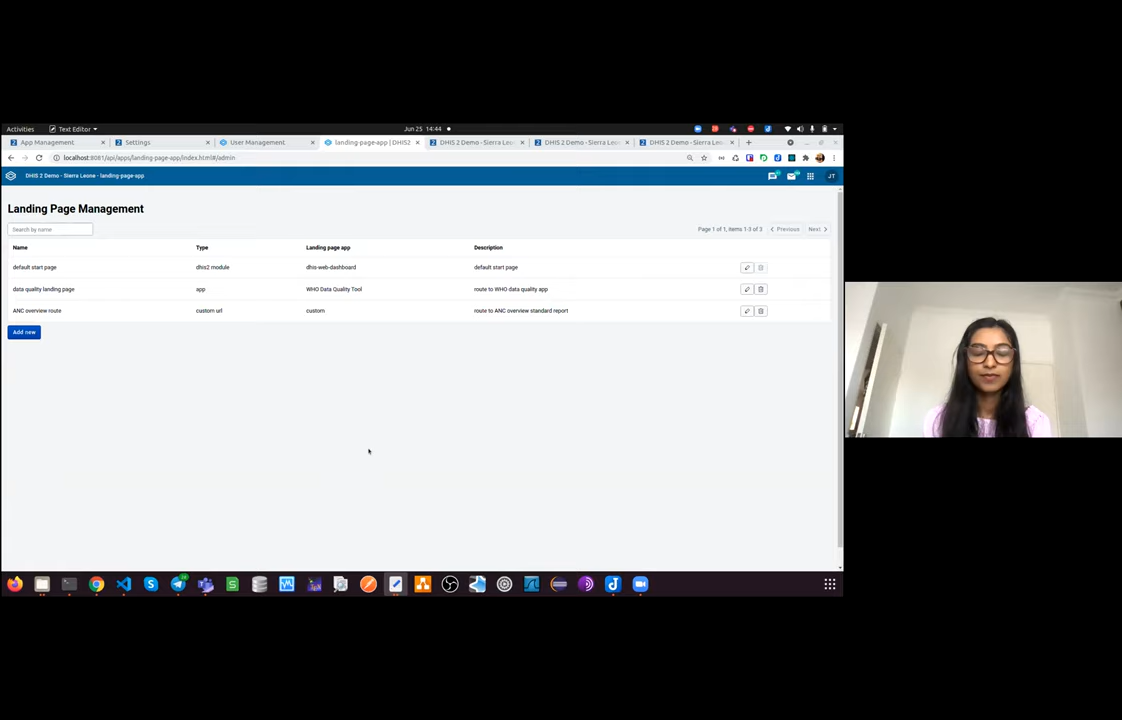 Activities Text Editor Jun 25 14:44
App Management Settings User Management landing-page-app | DHIS2 DHIS 2 Demo - Sierra Leone DHIS 2 Demo - Sierra Leone DHIS 2 Demo - Sierra Leone
localhost:8081/api/apps/landing-page-app/index.html#/admin
DHIS 2 Demo - Sierra Leone - landing-page-app JT
Landing Page Management
Search by name Page 1 of 1, items 1-3 of 3 Previous Next
Name Type Landing page app Description
default start page dhis2 module dhis-web-dashboard default start page
data quality landing page app WHO Data Quality Tool route to WHO data quality app
ANC overview route custom url custom route to ANC overview standard report
Add new